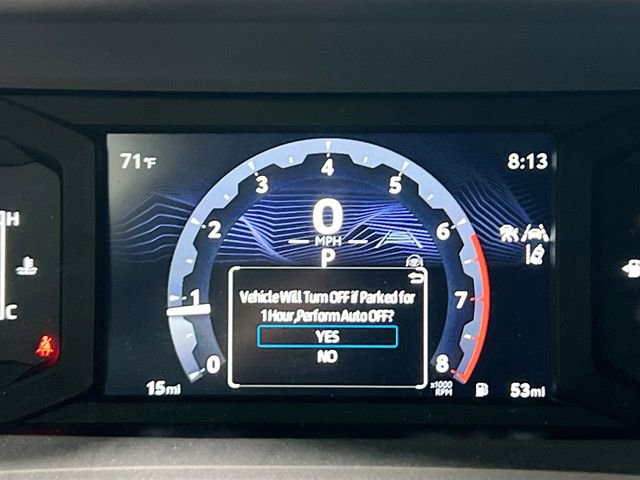 71°F
8:13
4
3
5
0
2
6
MPH
P
H
Vehicle Will Turn OFF if Parked for
1 Hour,Perform Auto OFF?
1
7
YES
C
NO
0
8
x1000
RPM
15mi
53mi